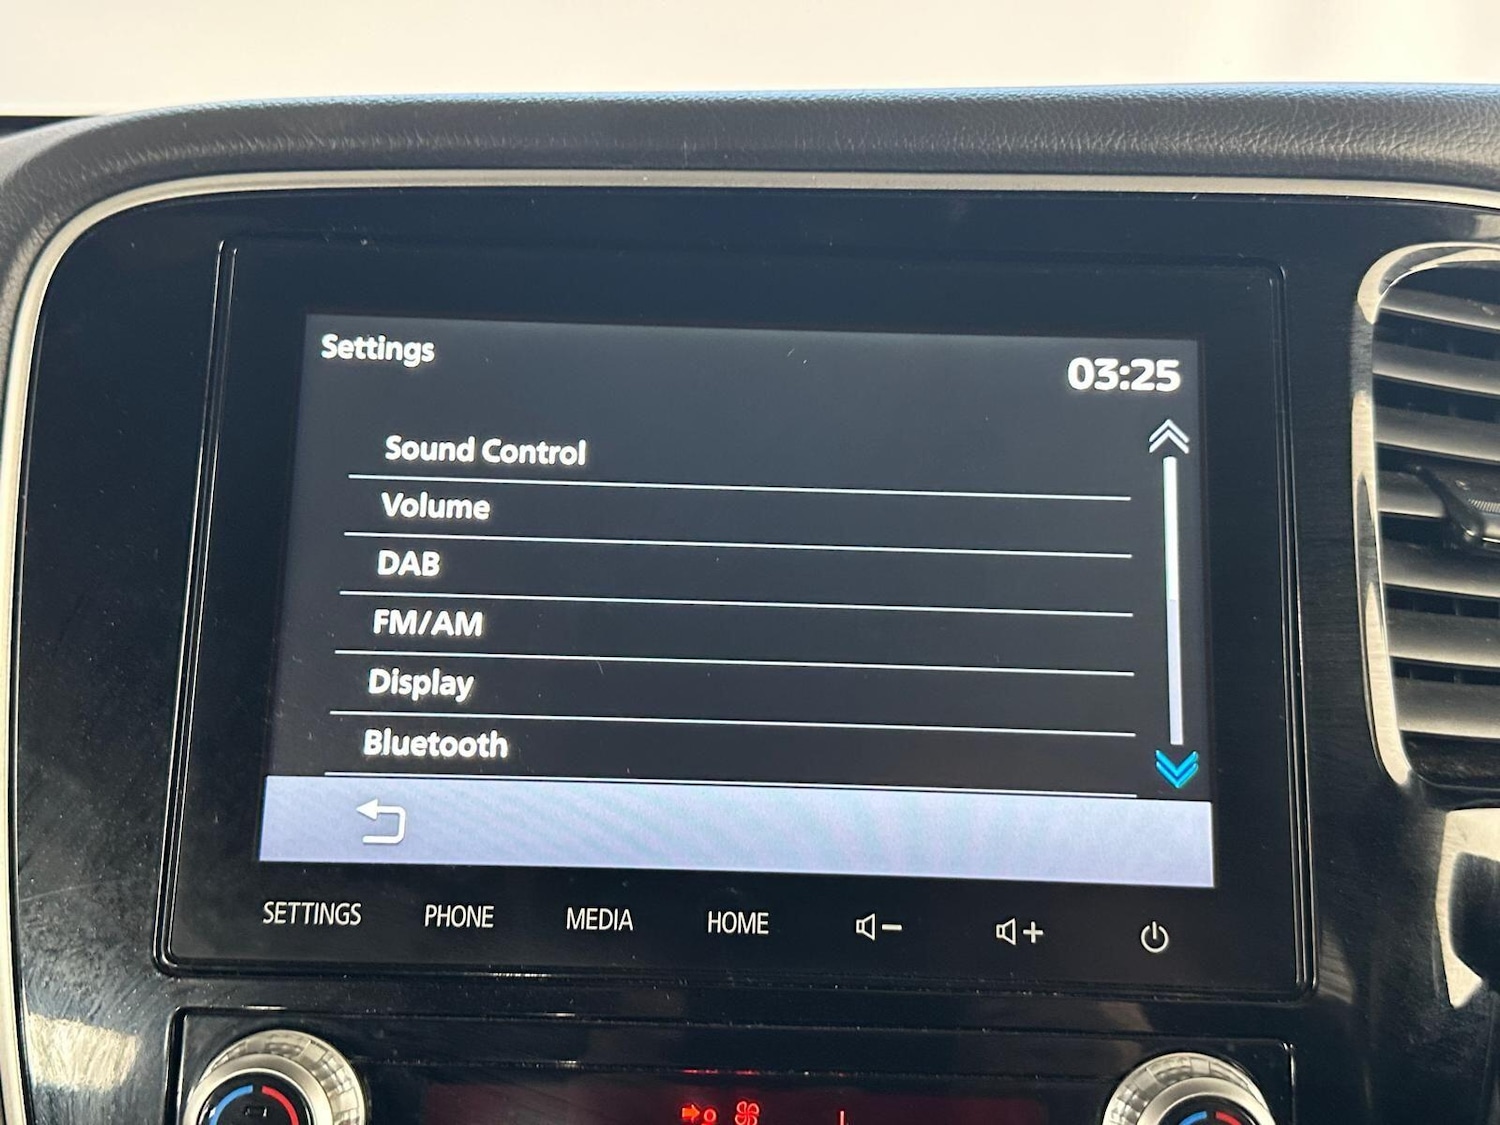 Settings
03:25
Sound Control
Volume
DAB
FM/AM
Display
Bluetooth
SETTINGS PHONE MEDIA HOME